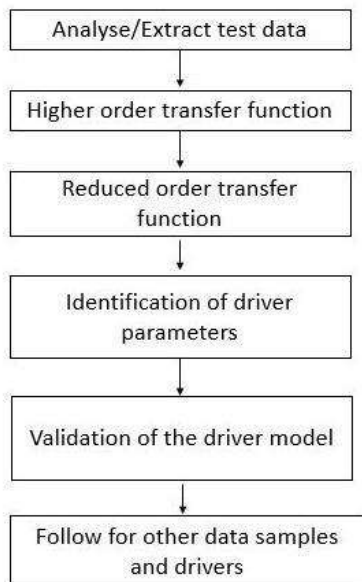 Analyse/Extract test data
Higher order transfer function
Reduced order transfer
function
Identification of driver
parameters
Validation of the driver model
Follow for other data samples
and drivers